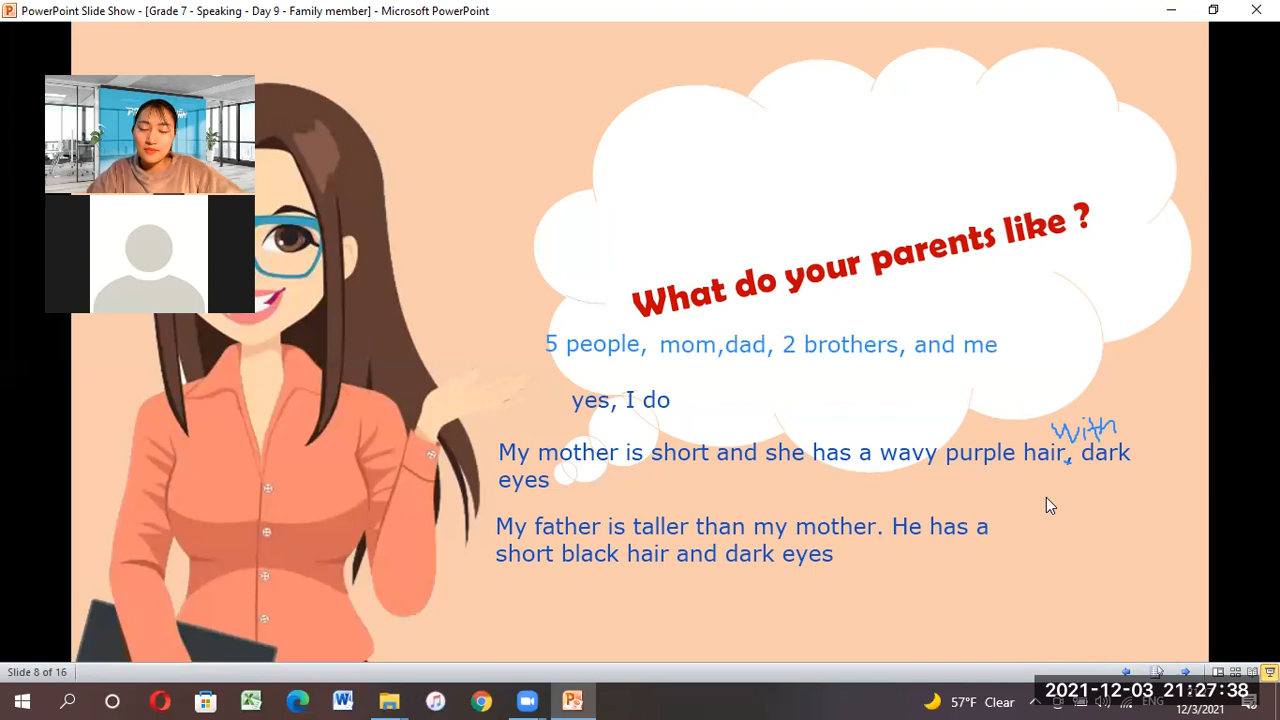 PowerPoint Slide Show - [Grade 7 - Speaking - Day 9 - Family member] - Microsoft PowerPoint
What do your parents like ?
5 people, mom,dad, 2 brothers, and me
yes, I do
with
My mother is short and she has a wavy purple hair, dark
eyes
My father is taller than my mother. He has a
short black hair and dark eyes
Slide 8 of 16
57°F Clear
2021-12-03 21:27:38
12/3/2021